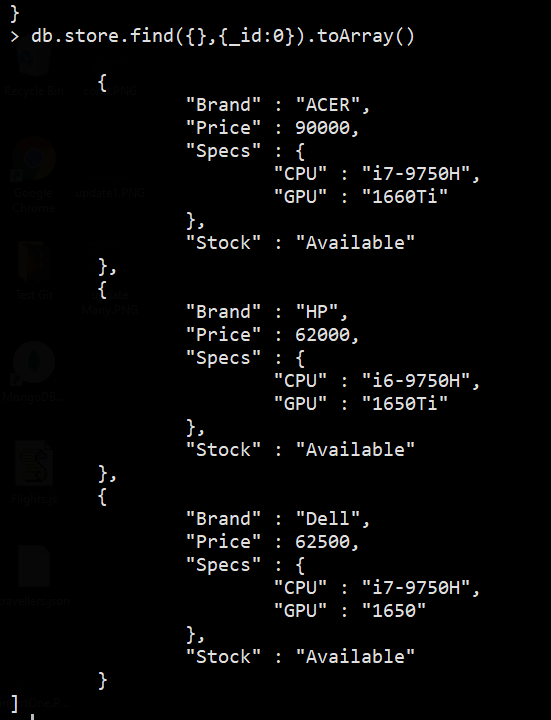 }
> db.store.find({},{_id:0}).toArray()
        {
                "Brand" : "ACER",
                "Price" : 90000,
                "Specs" : {
                        "CPU" : "i7-9750H",
                        "GPU" : "1660Ti"
                },
                "Stock" : "Available"
        },
        {
                "Brand" : "HP",
                "Price" : 62000,
                "Specs" : {
                        "CPU" : "i6-9750H",
                        "GPU" : "1650Ti"
                },
                "Stock" : "Available"
        },
        {
                "Brand" : "Dell",
                "Price" : 62500,
                "Specs" : {
                        "CPU" : "i7-9750H",
                        "GPU" : "1650"
                },
                "Stock" : "Available"
        }
]